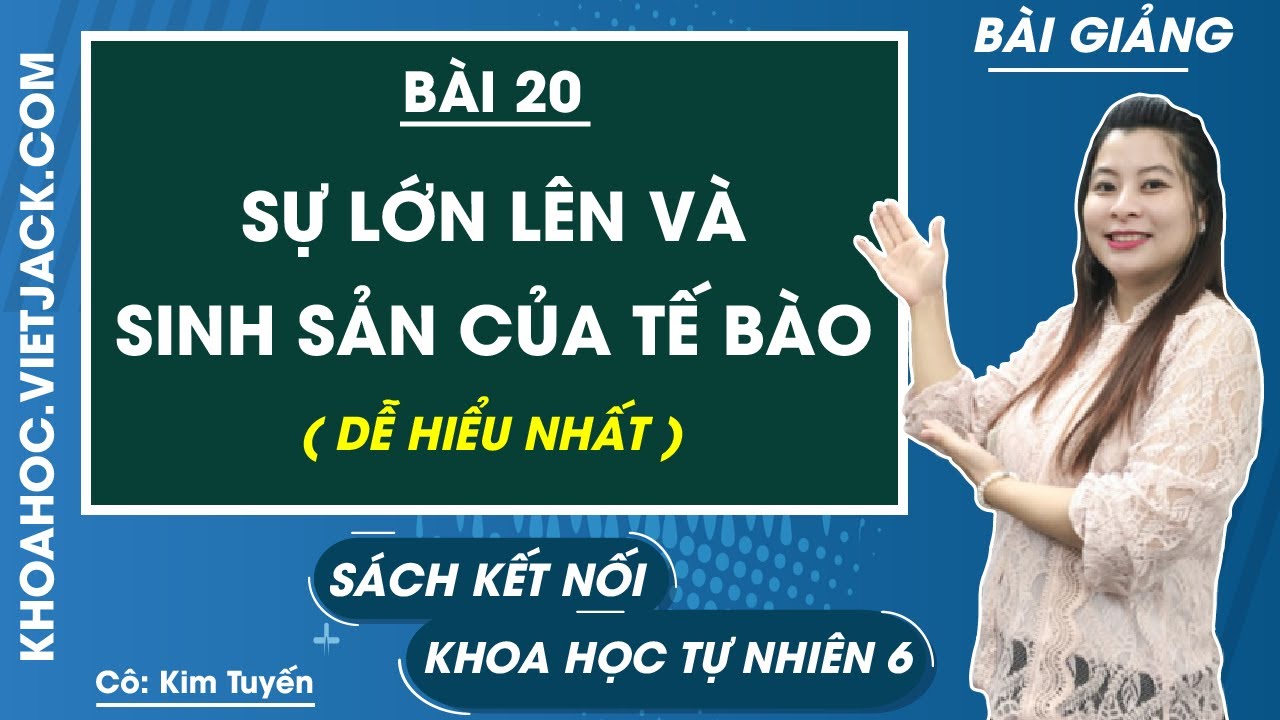 KHOAHOC.VIETJACK.COM
BÀI GIẢNG
BÀI 20
SỰ LỚN LÊN VÀ
SINH SẢN CỦA TẾ BÀO
( DỄ HIỂU NHẤT )
SÁCH KẾT NỐI
KHOA HỌC TỰ NHIÊN 6
Cô: Kim Tuyến